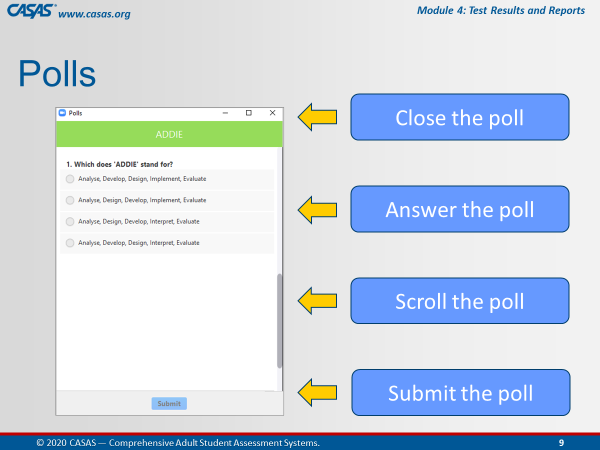 CASAS www.casas.org
Module 4: Test Results and Reports
Polls
Polls
ADDIE
1. Which does 'ADDIE' stand for?
Analyse, Develop, Design, Implement, Evaluate
Analyse, Design, Develop, Implement, Evaluate
Analyse, Design, Develop, Interpret, Evaluate
Analyse, Develop, Design, Interpret, Evaluate
Submit
Close the poll
Answer the poll
Scroll the poll
Submit the poll
© 2020 CASAS — Comprehensive Adult Student Assessment Systems.
9